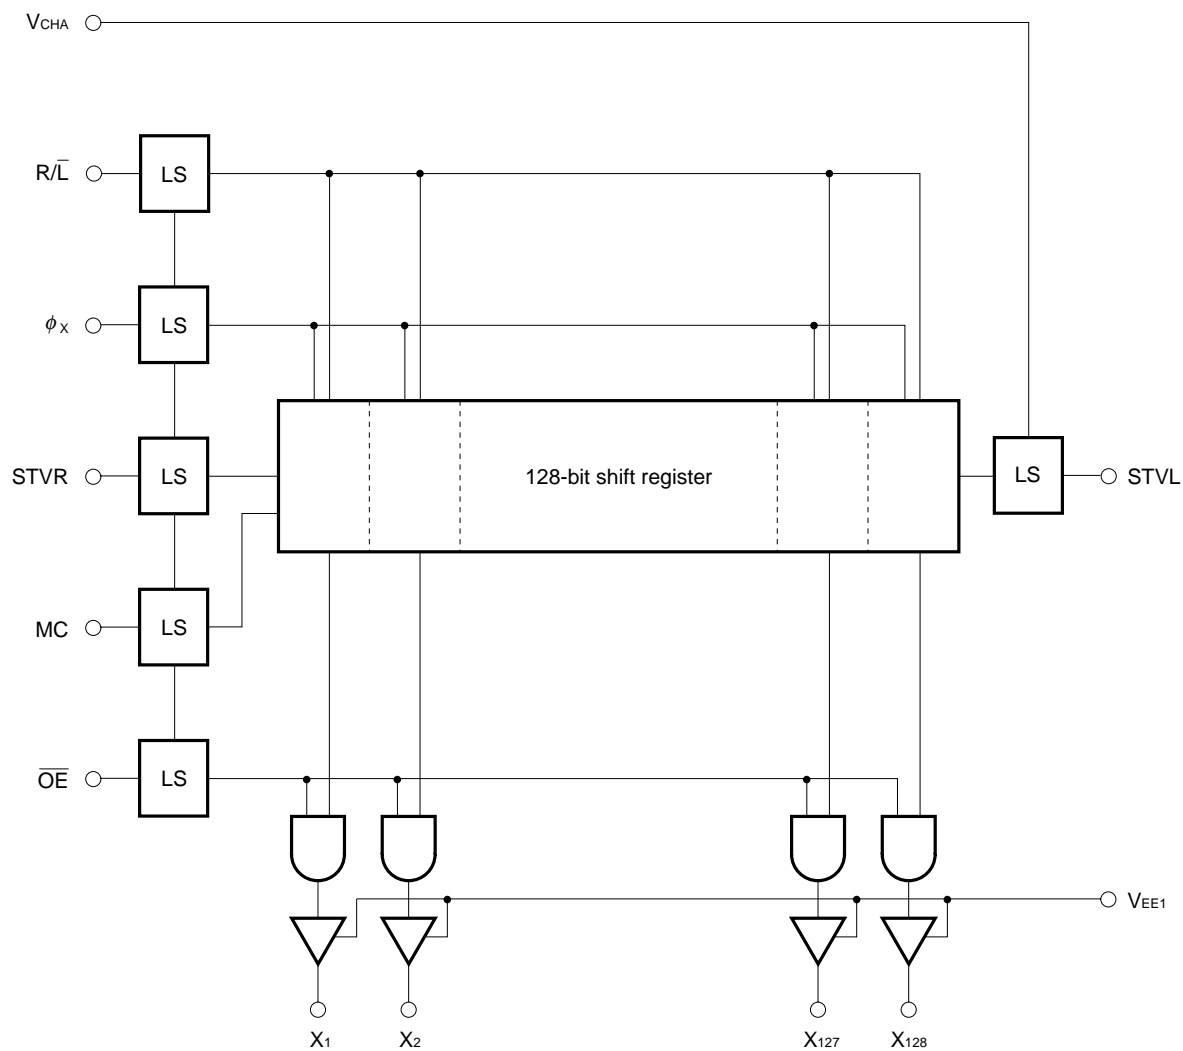 VCHA
R/L̅
LS
ϕX
LS
STVR
LS
128-bit shift register
LS
STVL
MC
LS
O̅E̅
LS
VEE1
X1
X2
X127
X128